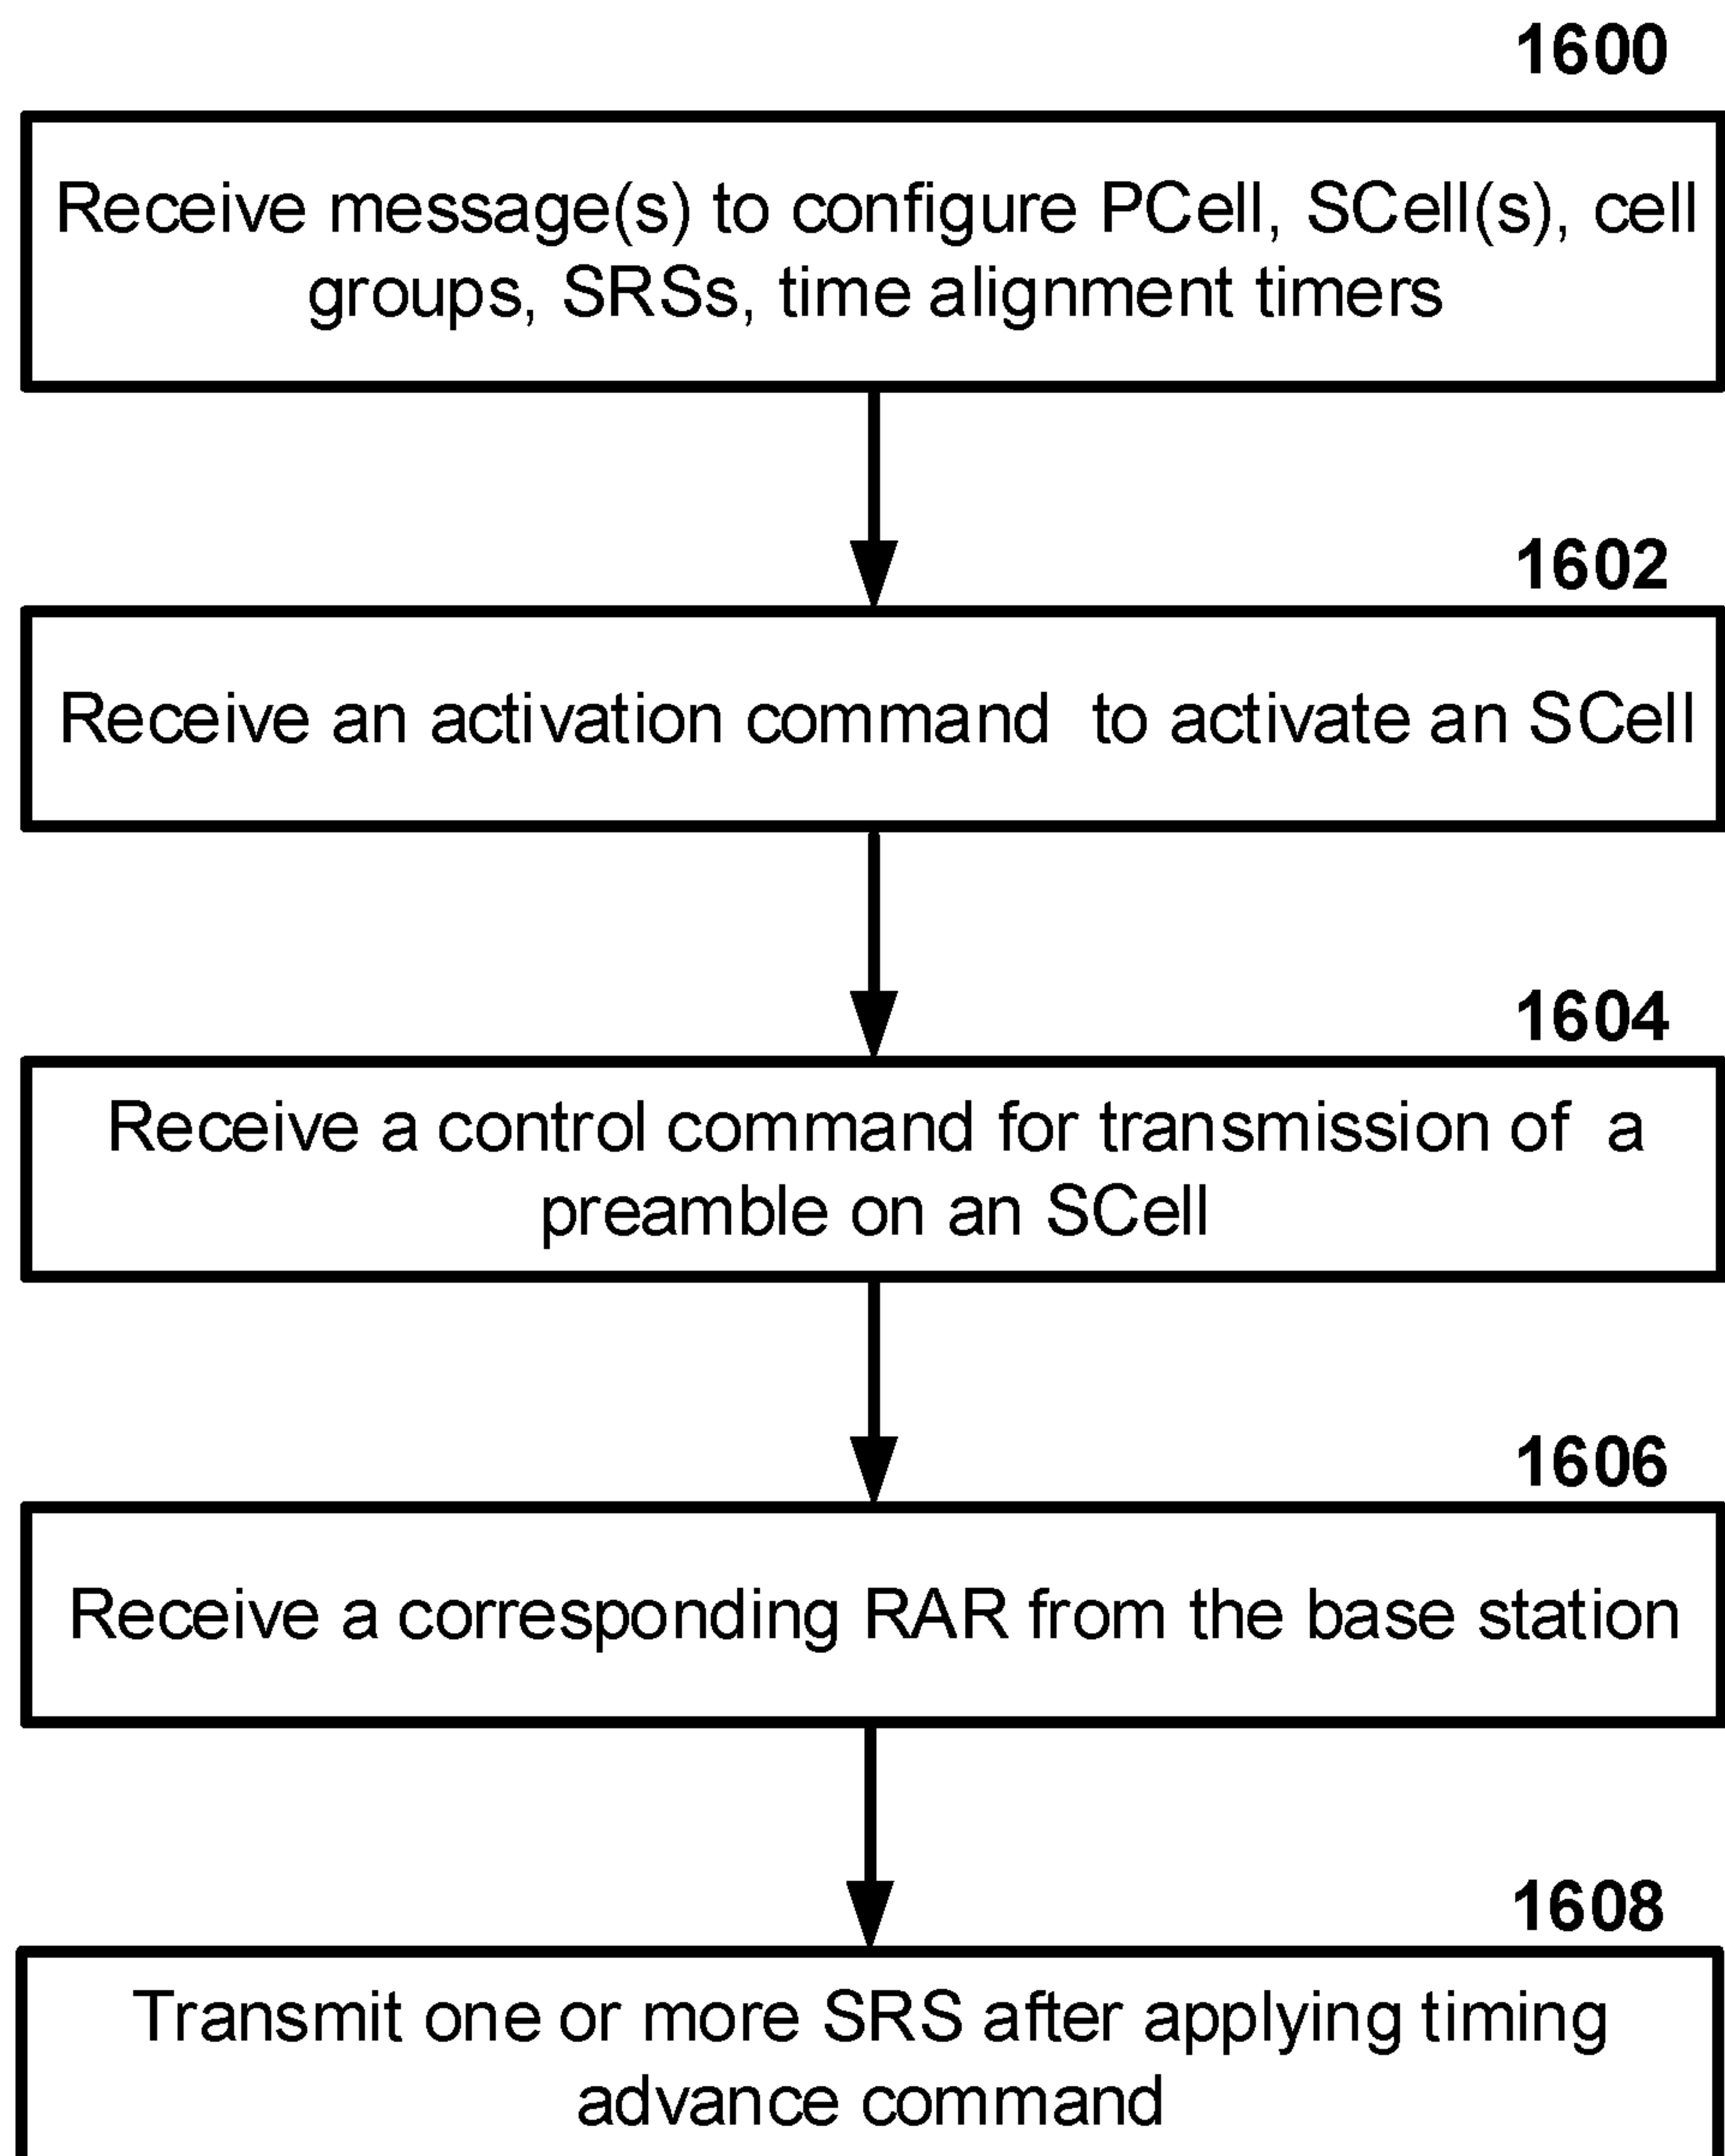 1600
Receive message(s) to configure PCell, SCell(s), cell
groups, SRSs, time alignment timers
1602
Receive an activation command  to activate an SCell
1604
Receive a control command for transmission of  a
preamble on an SCell
1606
Receive a corresponding RAR from the base station
1608
Transmit one or more SRS after applying timing
advance command